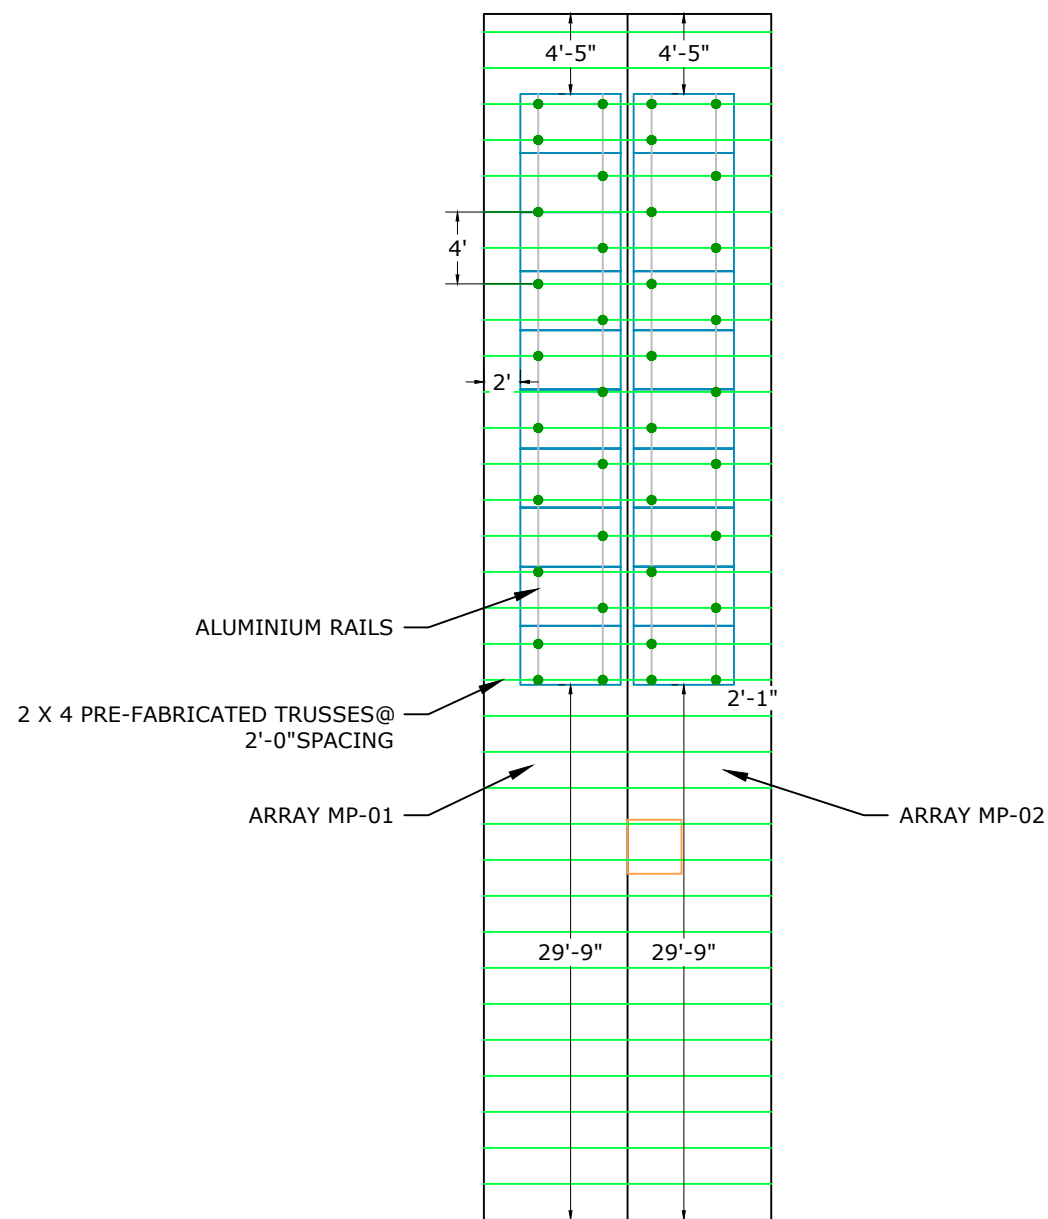 4'-5"
4'-5"
4'
2'
ALUMINIUM RAILS
2 X 4 PRE-FABRICATED TRUSSES@
2'-0"SPACING
2'-1"
ARRAY MP-01
ARRAY MP-02
29'-9"
29'-9"